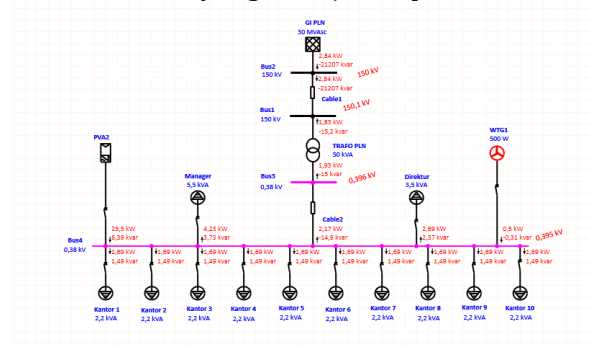 GI PLN
30 MVAsc
2,84 kW
-21207 kvar
Bus2
150 kV
150 kV
2,84 kW
-21207 kvar
Cable1
150,1 kV
Bus1
150 kV
1,83 kW
-15,2 kvar
PVA2
WTG1
500 W
TRAFO PLN
50 kVA
1,93 kW
-15 kvar
Manager
5,5 kVA
Bus3
0,38 kV
0,396 kV
Direktur
3,5 kVA
Cable2
23,5 kW
6,39 kvar
4,23 kW
3,73 kvar
2,17 kW
-14,9 kvar
2,69 kW
2,37 kvar
0,5 kW
-0,31 kvar
0,395 kV
Bus4
0,38 kV
1,69 kW 1,69 kW 1,69 kW 1,69 kW 1,69 kW 1,69 kW 1,69 kW 1,69 kW 1,69 kW 1,69 kW
1,49 kvar 1,49 kvar 1,49 kvar 1,49 kvar 1,49 kvar 1,49 kvar 1,49 kvar 1,49 kvar 1,49 kvar 1,49 kvar
Kantor 1 Kantor 2 Kantor 3 Kantor 4 Kantor 5 Kantor 6 Kantor 7 Kantor 8 Kantor 9 Kantor 10
2,2 kVA 2,2 kVA 2,2 kVA 2,2 kVA 2,2 kVA 2,2 kVA 2,2 kVA 2,2 kVA 2,2 kVA 2,2 kVA